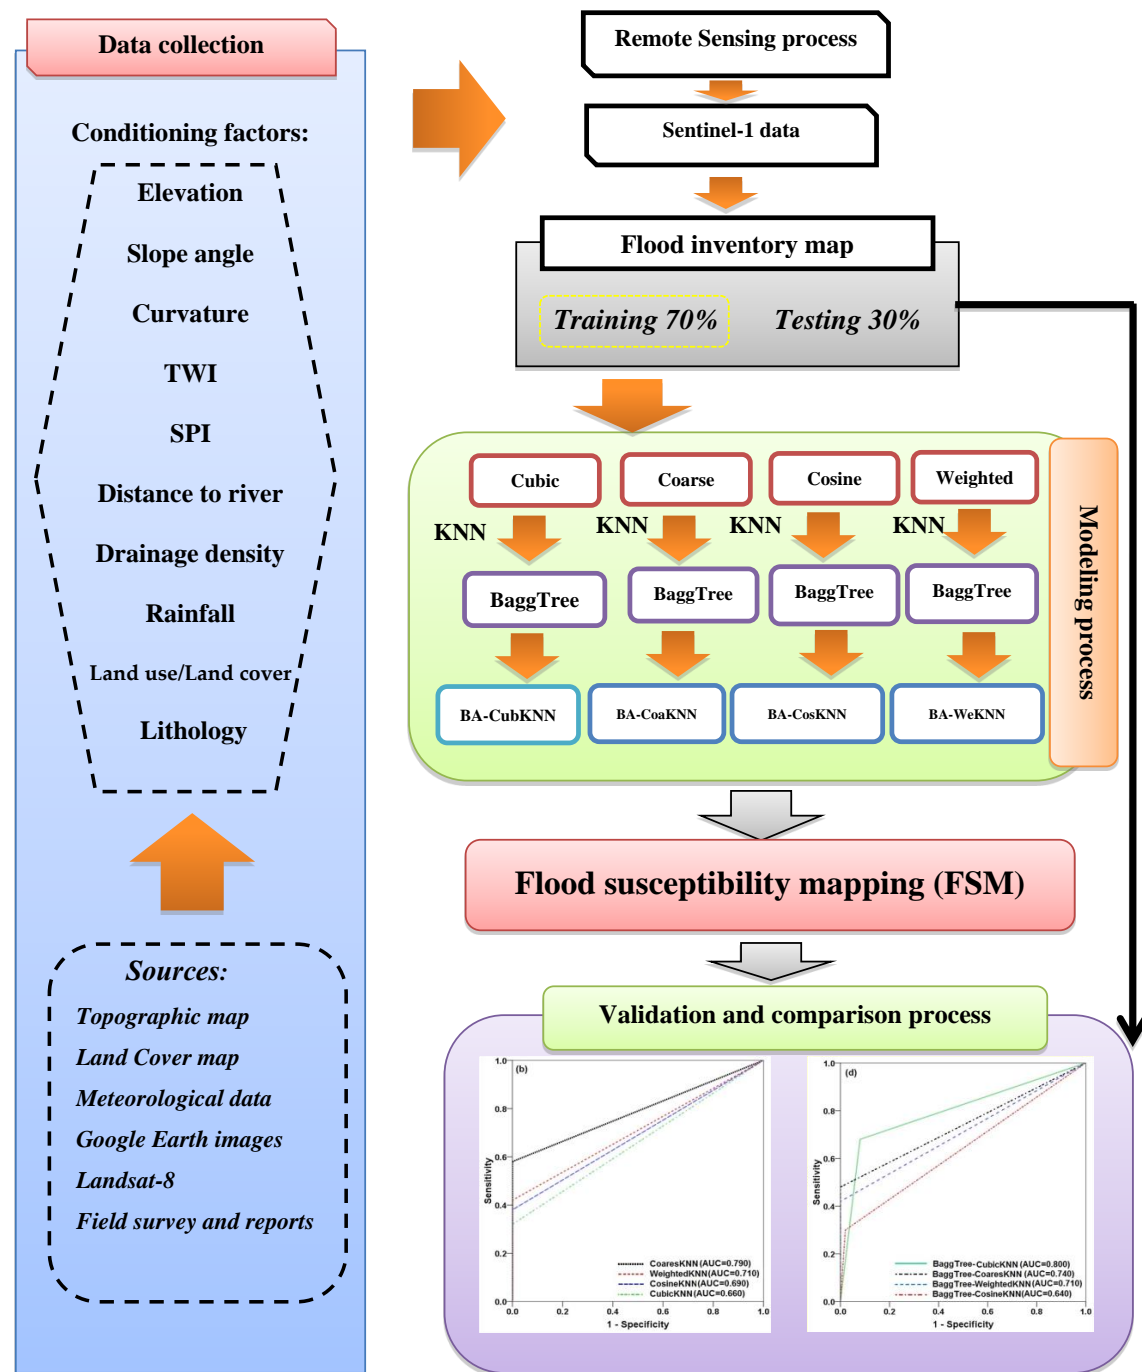 Data collection
Conditioning factors:
Elevation
Slope angle
Curvature
TWI
SPI
Distance to river
Drainage density
Rainfall
Land use/Land cover
Lithology
Sources:
Topographic map
Land Cover map
Meteorological data
Google Earth images
Landsat-8
Field survey and reports
Remote Sensing process
Sentinel-1 data
Flood inventory map
Training 70% Testing 30%
Cubic Coarse Cosine Weighted
KNN KNN KNN KNN
BaggTree BaggTree BaggTree BaggTree
BA-CubKNN BA-CoaKNN BA-CosKNN BA-WeKNN
Modeling process
Flood susceptibility mapping (FSM)
Validation and comparison process
(b)
1.0
0.8
0.6
0.4
0.2
0.0
Sensitivity
CoaresKNN (AUC=0.790)
WeightedKNN (AUC=0.710)
CosineKNN (AUC=0.690)
CubicKNN (AUC=0.660)
0.0 0.2 0.4 0.6 0.8 1.0
1 - Specificity
(d)
1.0
0.8
0.6
0.4
0.2
0.0
Sensitivity
BaggTree-CubicKNN (AUC=0.800)
BaggTree-CoaresKNN (AUC=0.740)
BaggTree-WeightedKNN (AUC=0.710)
BaggTree-CosineKNN (AUC=0.640)
0.0 0.2 0.4 0.6 0.8 1.0
1 - Specificity